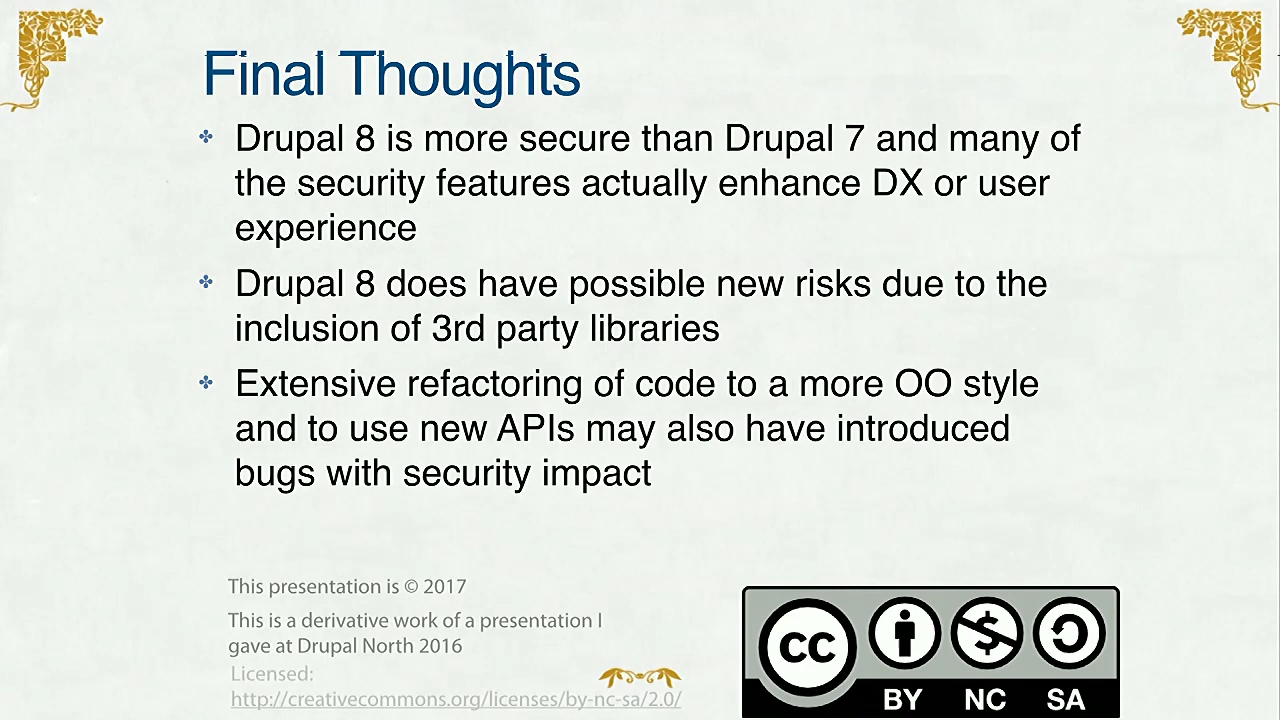 Final Thoughts
Drupal 8 is more secure than Drupal 7 and many of
the security features actually enhance DX or user
experience
Drupal 8 does have possible new risks due to the
inclusion of 3rd party libraries
Extensive refactoring of code to a more OO style
and to use new APIs may also have introduced
bugs with security impact
This presentation is © 2017
This is a derivative work of a presentation I
gave at Drupal North 2016
Licensed:
http://creativecommons.org/licenses/by-nc-sa/2.0/
cc
BY NC SA